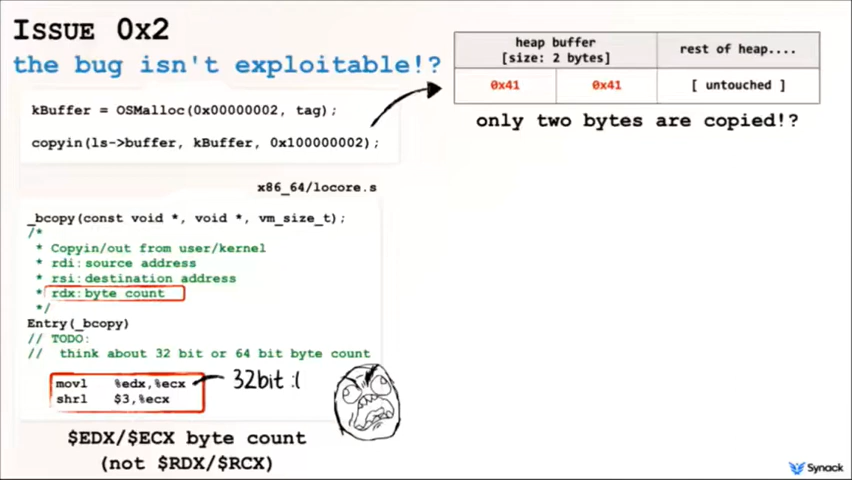 Issue 0x2
the bug isn't exploitable!?
kBuffer = OSMalloc(0x00000002, tag);
copyin(ls->buffer, kBuffer, 0x100000002);
x86_64/locore.s
_bcopy(const void *, void *, vm_size_t);
/*
* Copyin/out from user/kernel
* rdi:source address
* rsi:destination address
* rdx:byte count
*/
Entry(_bcopy)
// TODO:
// think about 32 bit or 64 bit byte count
movl %edx,%ecx
shrl $3,%ecx
32bit :(
$EDX/$ECX byte count
(not $RDX/$RCX)
heap buffer
[size: 2 bytes]
rest of heap....
0x41
0x41
[ untouched ]
only two bytes are copied!?
Synack